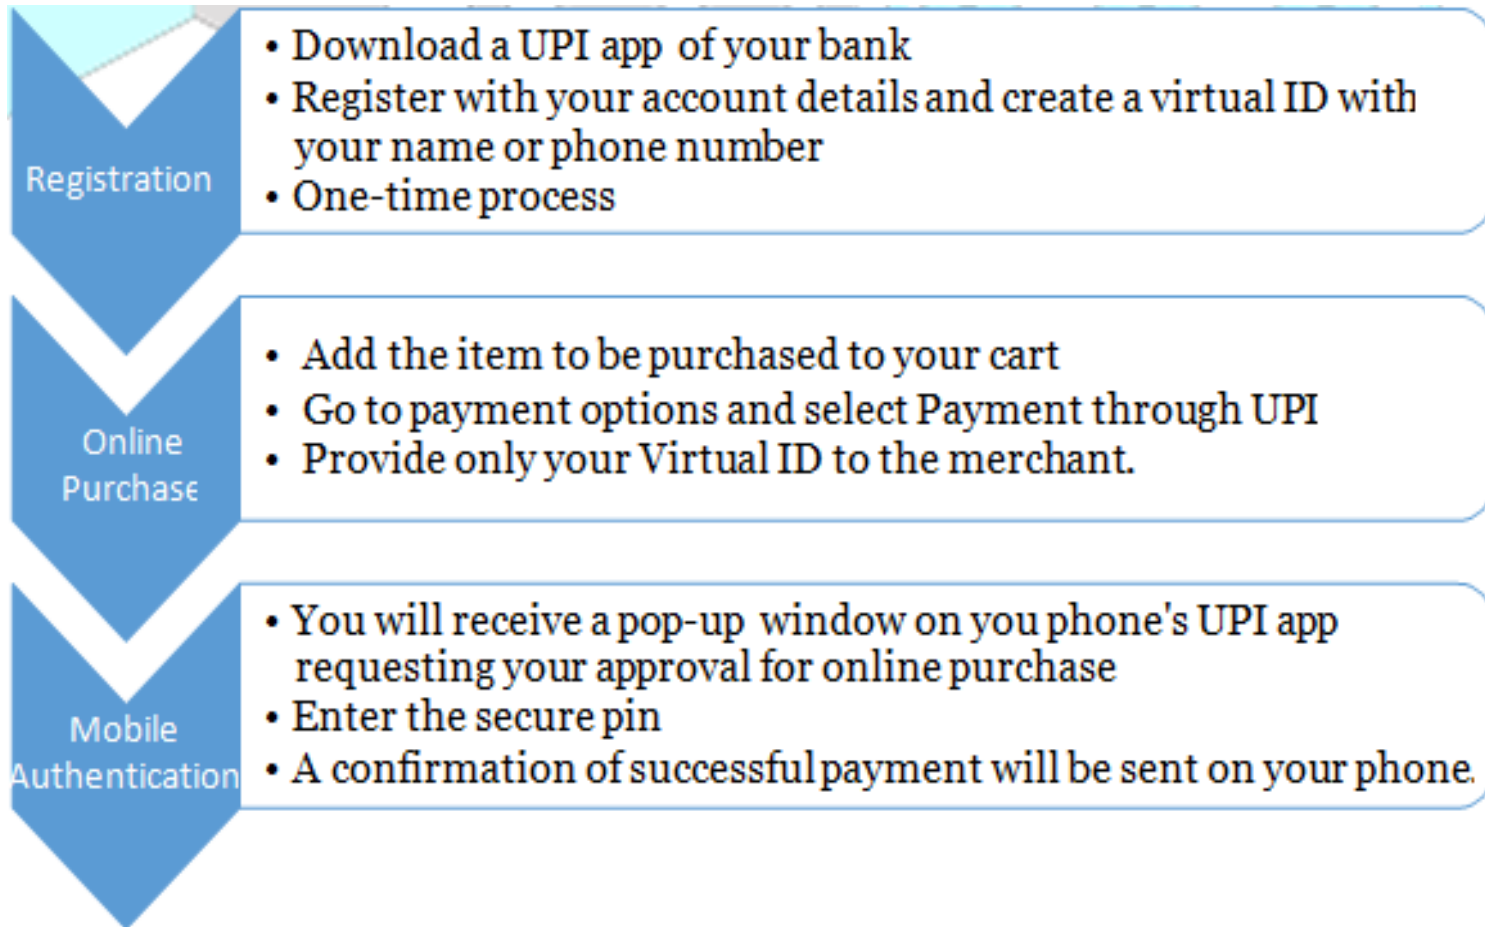 Registration
• Download a UPI app of your bank
• Register with your account details and create a virtual ID with
your name or phone number
• One-time process
Online
Purchase
• Add the item to be purchased to your cart
• Go to payment options and select Payment through UPI
• Provide only your Virtual ID to the merchant.
Mobile
Authentication
• You will receive a pop-up window on you phone's UPI app
requesting your approval for online purchase
• Enter the secure pin
• A confirmation of successful payment will be sent on your phone.